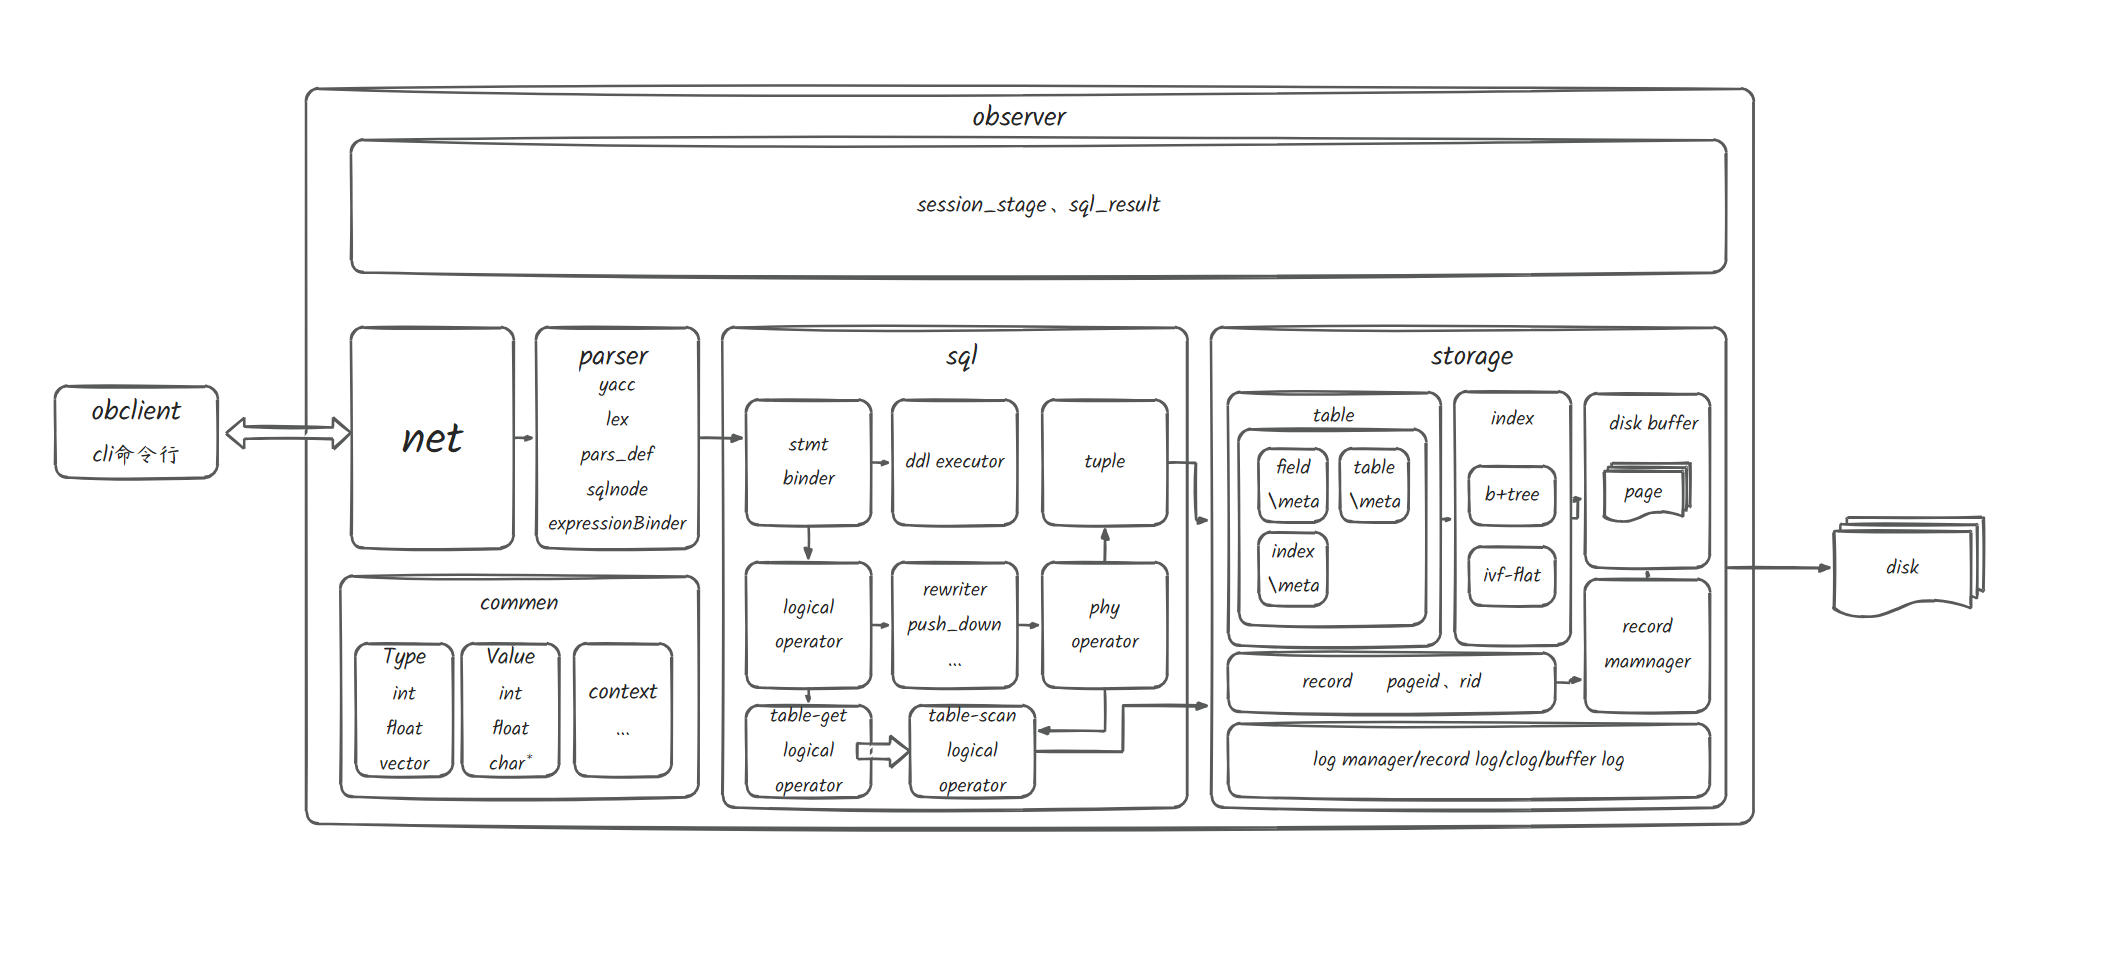 observer
session_stage、sql_result
obclient
cli命令行
net
parser
yacc
lex
pars_def
sqlnode
expressionBinder
commen
Type
int
float
vector
Value
int
float
char*
context
...
sql
stmt
binder
ddl executor
tuple
logical
operator
rewriter
push_down
...
phy
operator
table-get
logical
operator
table-scan
logical
operator
storage
table
field
\meta
table
\meta
index
\meta
index
b+tree
ivf-flat
disk buffer
page
record
mamnager
record pageid、rid
log manager/record log/clog/buffer log
disk